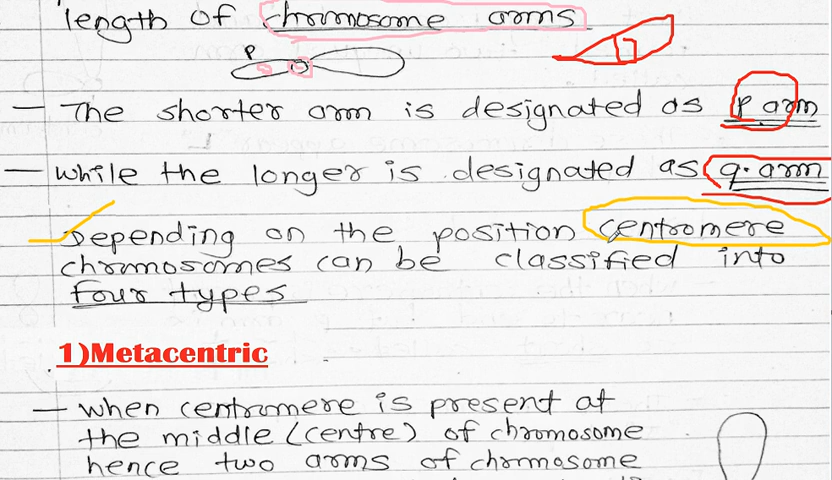 length of chromosome arms
P
— The shorter arm is designated as p arm
— while the longer is designated as q. arm
Depending on the position centromere
chromosomes can be classified into
four types
1)Metacentric
— when centromere is present at
the middle (centre) of chromosome
hence two arms of chromosome